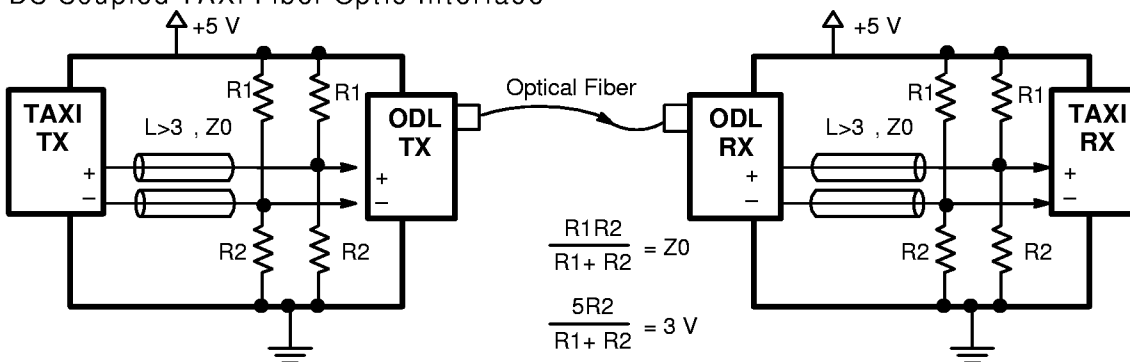 DC Coupled TAXI Fiber Optic Interface
+5 V
+5 V
R1
R1
Optical Fiber
R1
R1
TAXI
TX
L>3 , Z0
ODL
TX
ODL
RX
L>3 , Z0
TAXI
RX
+
–
+
–
+
–
+
–
R2
R2
R1R2
R1+ R2
= Z0
R2
R2
5R2
R1+ R2
= 3 V